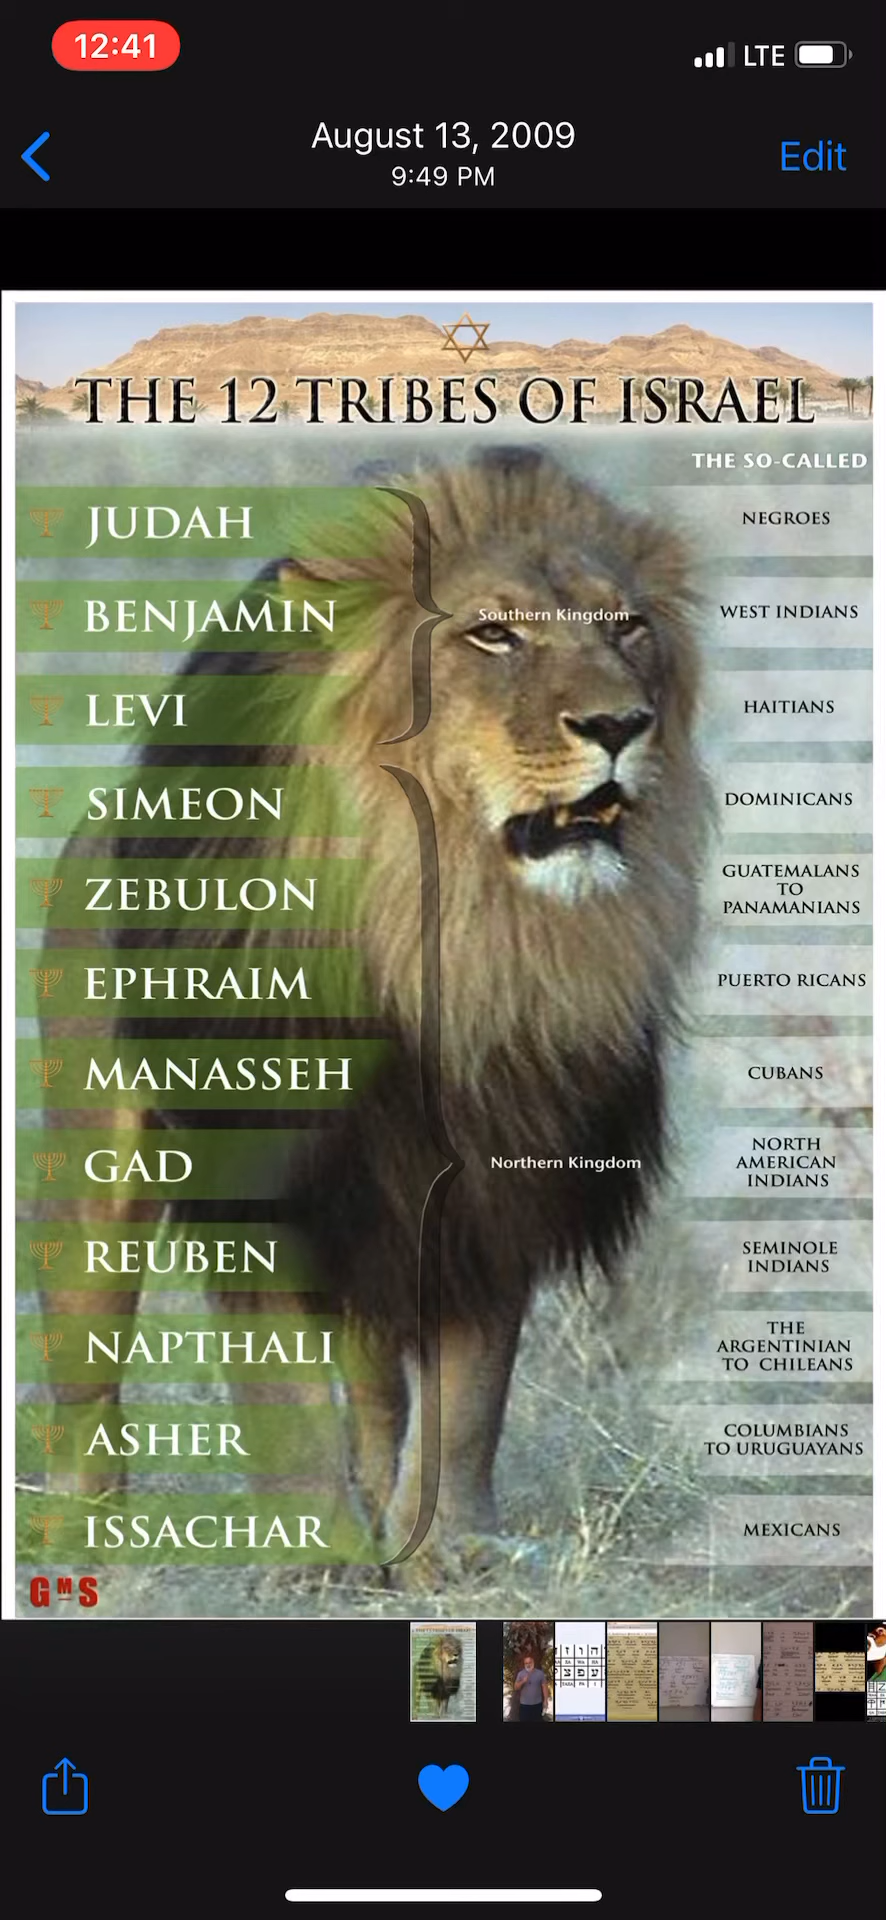 12:41
LTE
August 13, 2009
9:49 PM
Edit
THE 12 TRIBES OF ISRAEL
THE SO-CALLED
JUDAH
NEGROES
BENJAMIN
Southern Kingdom
WEST INDIANS
LEVI
HAITIANS
SIMEON
DOMINICANS
ZEBULON
GUATEMALANS
TO
PANAMANIANS
EPHRAIM
PUERTO RICANS
MANASSEH
CUBANS
GAD
Northern Kingdom
NORTH
AMERICAN
INDIANS
REUBEN
SEMINOLE
INDIANS
NAPTHALI
THE
ARGENTINIAN
TO CHILEANS
ASHER
COLUMBIANS
TO URUGUAYANS
ISSACHAR
MEXICANS
GMS